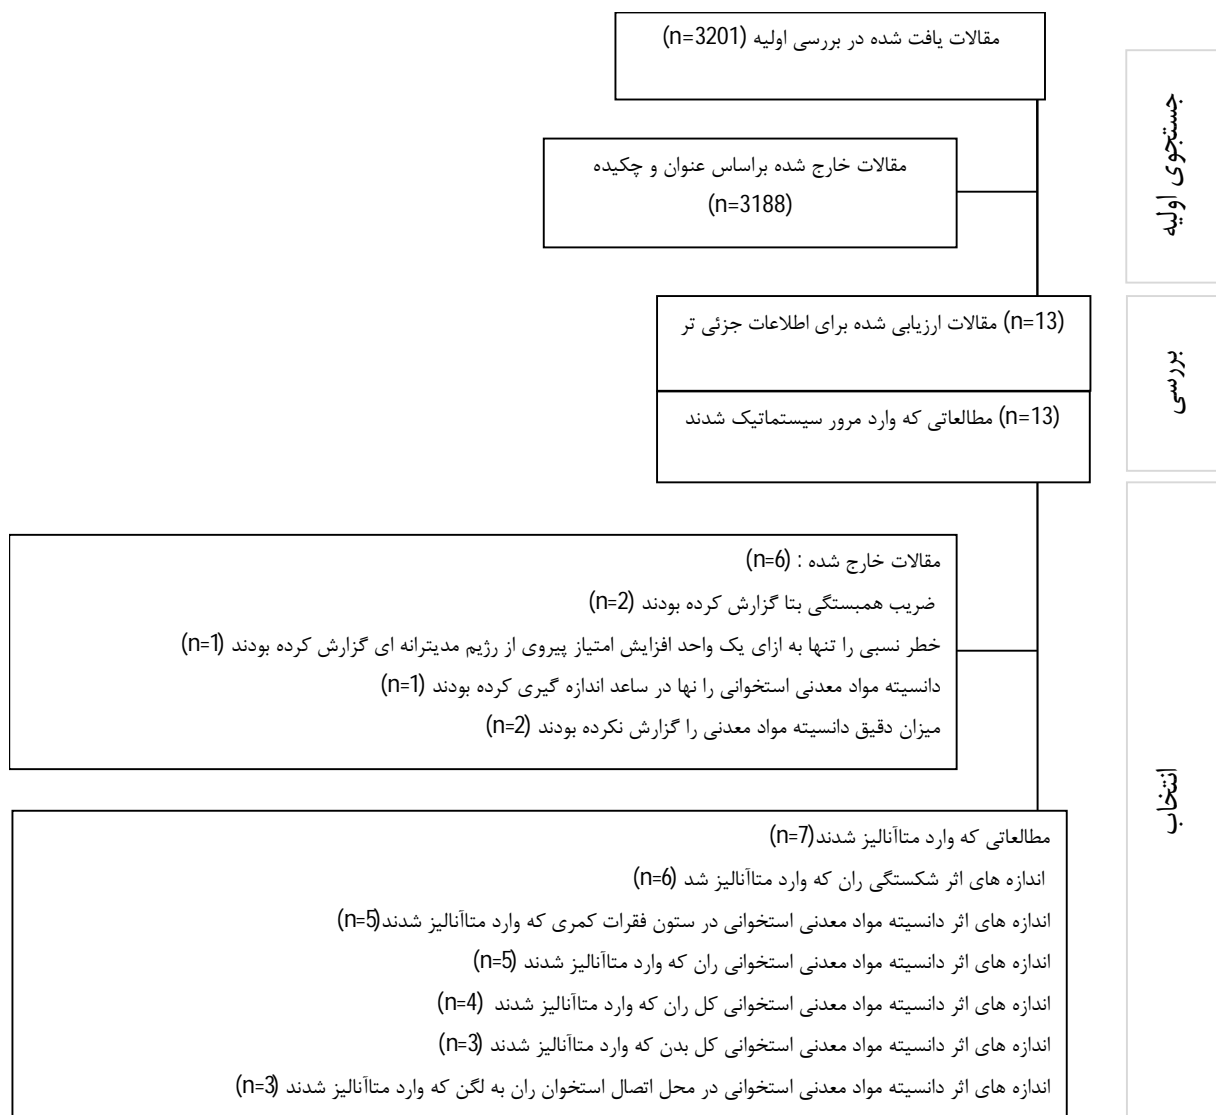 مقالات یافت شده در بررسی اولیه (n=3201)
جستجوی اولیه
مقالات خارج شده براساس عنوان و چکیده
(n=3188)
(n=13) مقالات ارزیابی شده برای اطلاعات جزئی تر
بررسی
(n=13) مطالعاتی که وارد مرور سیستماتیک شدند
مقالات خارج شده : (n=6)
ضریب همبستگی بتا گزارش کرده بودند (n=2)
خطر نسبی را تنها به ازای یک واحد افزایش امتیاز پیروی از رژیم مدیترانه ای گزارش کرده بودند (n=1)
دانسیته مواد معدنی استخوانی را نها در ساعد اندازه گیری کرده بودند (n=1)
میزان دقیق دانسیته مواد معدنی را گزارش نکرده بودند (n=2)
انتخاب
مطالعاتی که وارد متاآنالیز شدند(n=7)
اندازه های اثر شکستگی ران که وارد متاآنالیز شد (n=6)
اندازه های اثر دانسیته مواد معدنی استخوانی در ستون فقرات کمری که وارد متاآنالیز شدند(n=5)
اندازه های اثر دانسیته مواد معدنی استخوانی ران که وارد متاآنالیز شدند (n=5)
اندازه های اثر دانسیته مواد معدنی استخوانی کل ران که وارد متاآنالیز شدند (n=4)
اندازه های اثر دانسیته مواد معدنی استخوانی کل بدن که وارد متاآنالیز شدند (n=3)
اندازه های اثر دانسیته مواد معدنی استخوانی در محل اتصال استخوان ران به لگن که وارد متاآنالیز شدند (n=3)